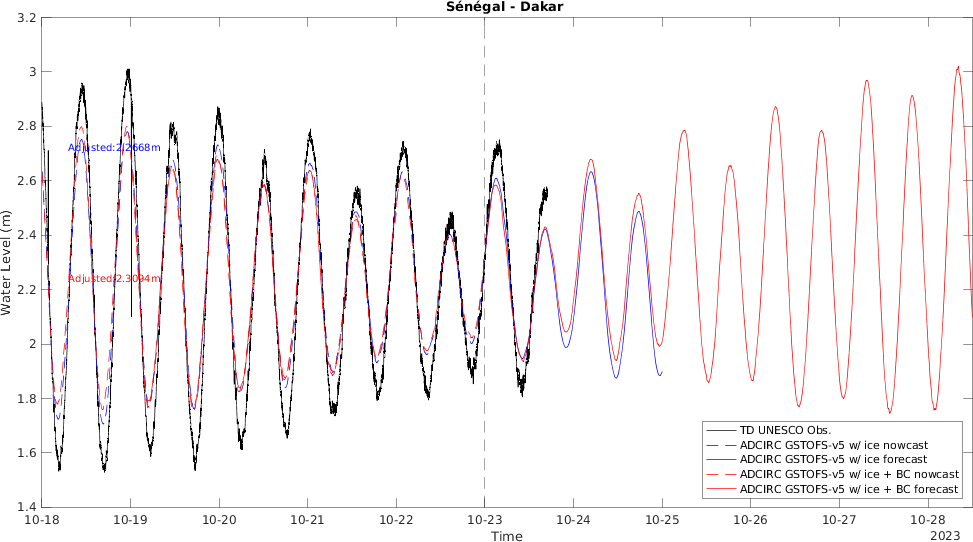 Sénégal - Dakar
3.2
3
2.8
2.6
2.4
2.2
2
1.8
1.6
1.4
Water Level (m)
Adjusted:2.2668m
Adjusted:2.3094m
TD UNESCO Obs.
ADCIRC GSTOFS-v5 w/ ice nowcast
ADCIRC GSTOFS-v5 w/ ice forecast
ADCIRC GSTOFS-v5 w/ ice + BC nowcast
ADCIRC GSTOFS-v5 w/ ice + BC forecast
10-18 10-19 10-20 10-21 10-22 10-23 10-24 10-25 10-26 10-27 10-28
Time
2023